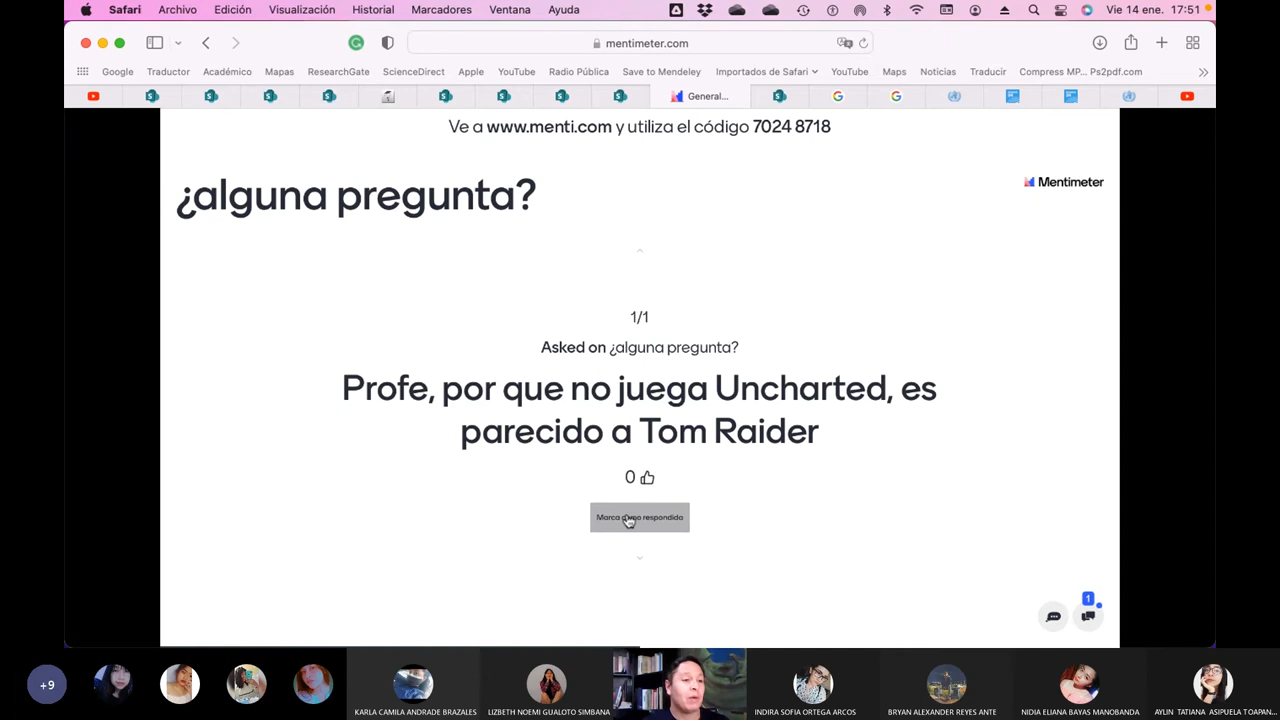 Safari Archivo Edición Visualización Historial Marcadores Ventana Ayuda Vie 14 ene. 17:51
mentimeter.com
Google Traductor Académico Mapas ResearchGate ScienceDirect Apple YouTube Radio Pública Save to Mendeley Importados de Safari YouTube Maps Noticias Traducir Compress MP... Ps2pdf.com
General...
Ve a www.menti.com y utiliza el código 7024 8718
¿alguna pregunta?
Mentimeter
1/1
Asked on ¿alguna pregunta?
Profe, por que no juega Uncharted, es
parecido a Tom Raider
0
Marca como respondida
1
+9
KARLA CAMILA ANDRADE BRAZALES
LIZBETH NOEMI GUALOTO SIMBANA
INDIRA SOFIA ORTEGA ARCOS
BRYAN ALEXANDER REYES ANTE
NIDIA ELIANA BAYAS MANOBANDA
AYLIN TATIANA ASIPUELA TOAPAN...